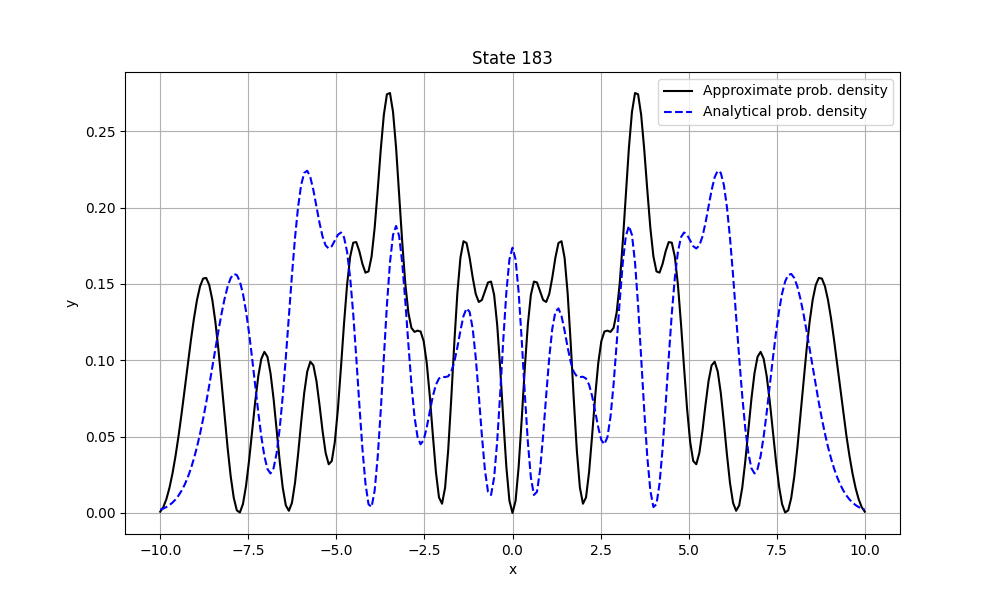 State 183
Approximate prob. density
Analytical prob. density
0.25
0.20
0.15
0.10
0.05
0.00
y
−10.0 −7.5 −5.0 −2.5 0.0 2.5 5.0 7.5 10.0
x